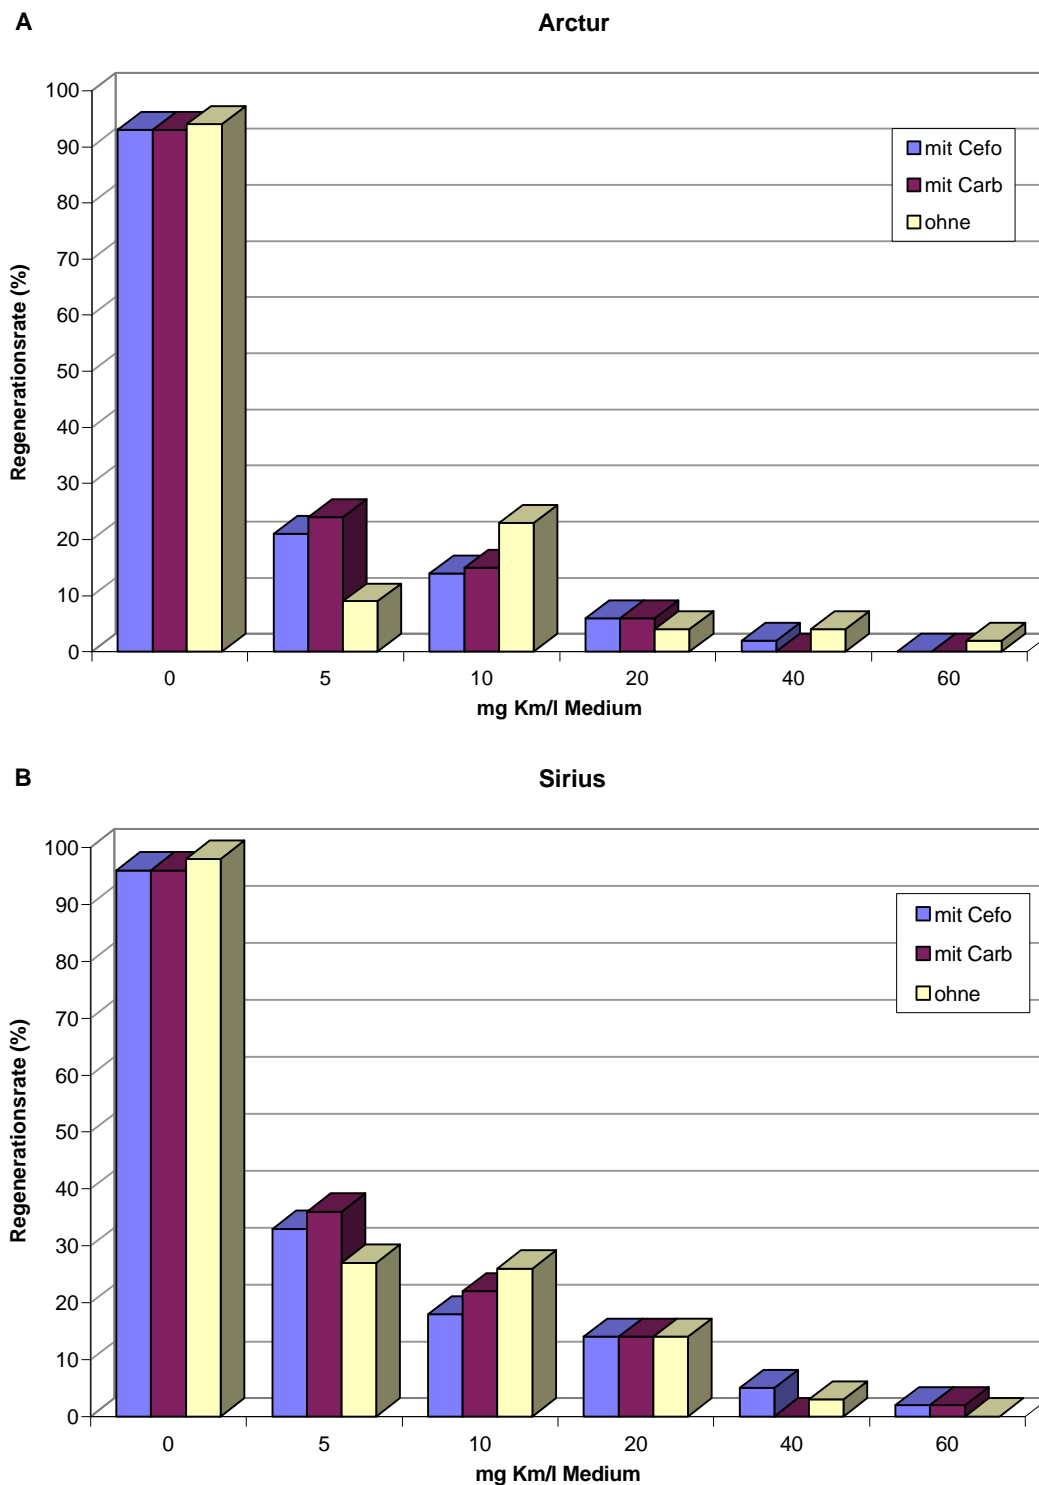 A
Arctur
100
90
80
70
60
50
40
30
20
10
0
Regenerationsrate (%)
mit Cefo
mit Carb
ohne
0 5 10 20 40 60
mg Km/l Medium
B
Sirius
100
90
80
70
60
50
40
30
20
10
0
Regenerationsrate (%)
mit Cefo
mit Carb
ohne
0 5 10 20 40 60
mg Km/l Medium